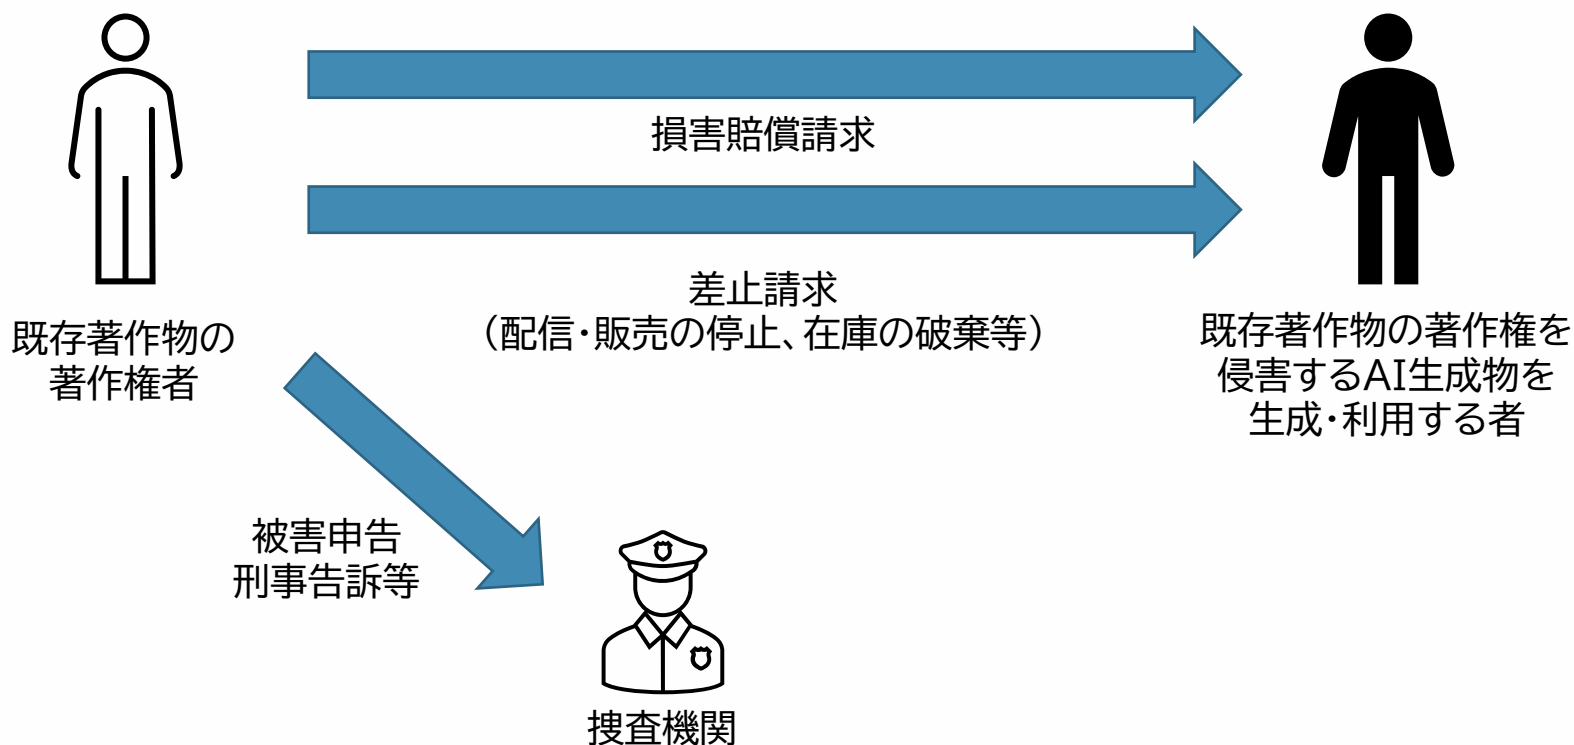 損害賠償請求
差止請求
（配信・販売の停止、在庫の破棄等）
既存著作物の
著作権者
既存著作物の著作権を
侵害するAI生成物を
生成・利用する者
被害申告
刑事告訴等
捜査機関